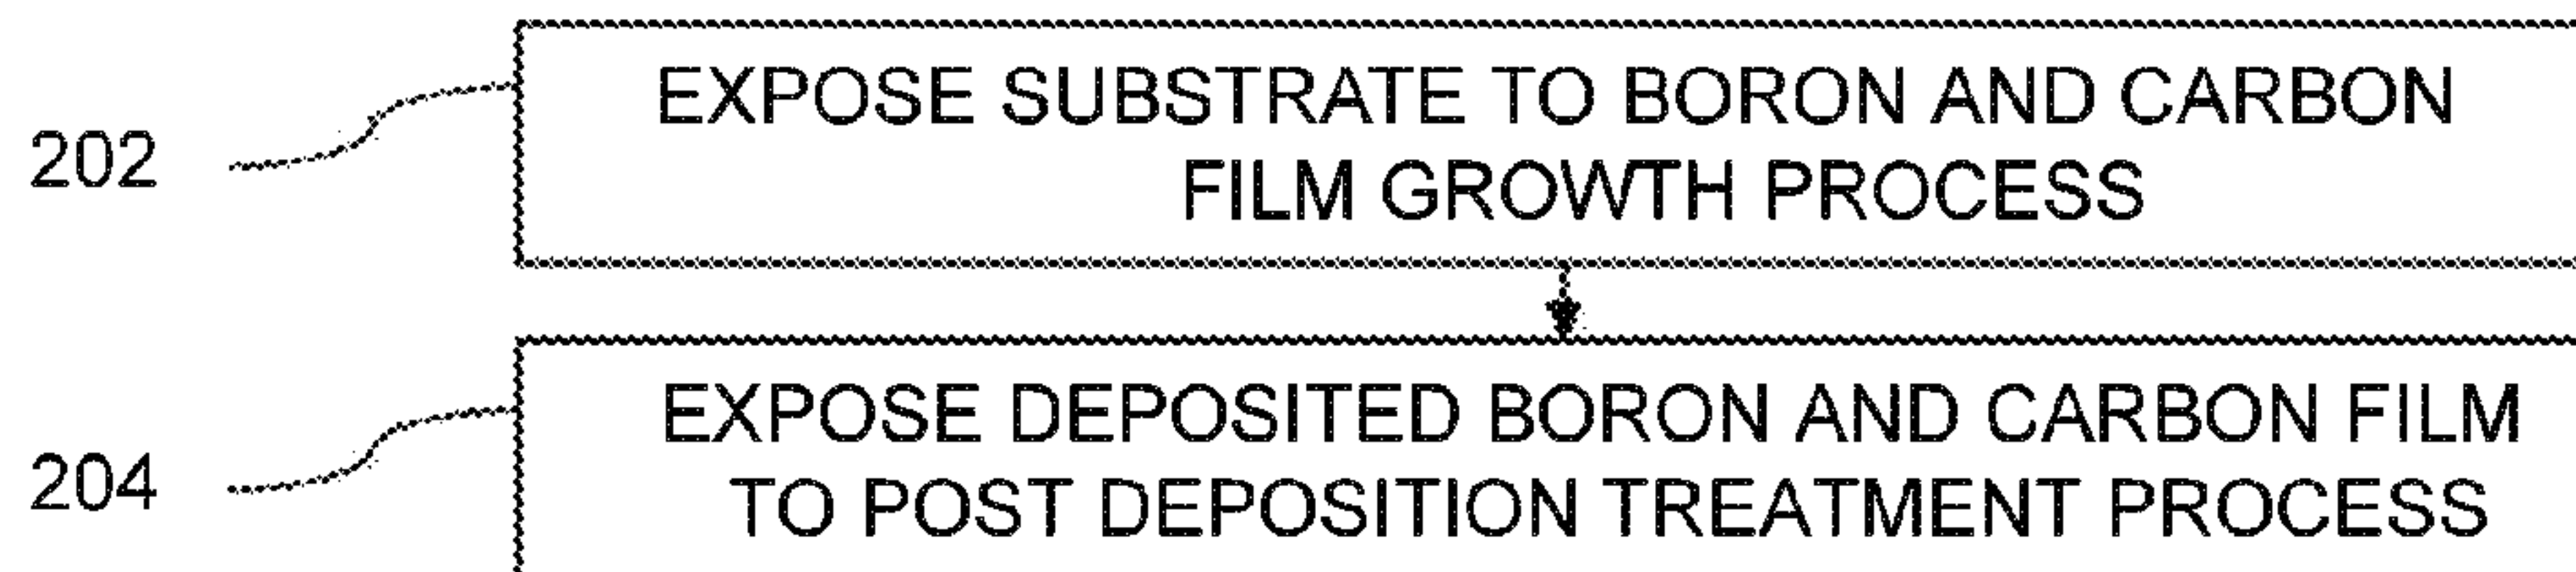 EXPOSE SUBSTRATE TO BORON AND CARBON
202
FILM GROWTH PROCESS
EXPOSE DEPOSITED BORON AND CARBON FILM
204
TO POST DEPOSITION TREATMENT PROCESS